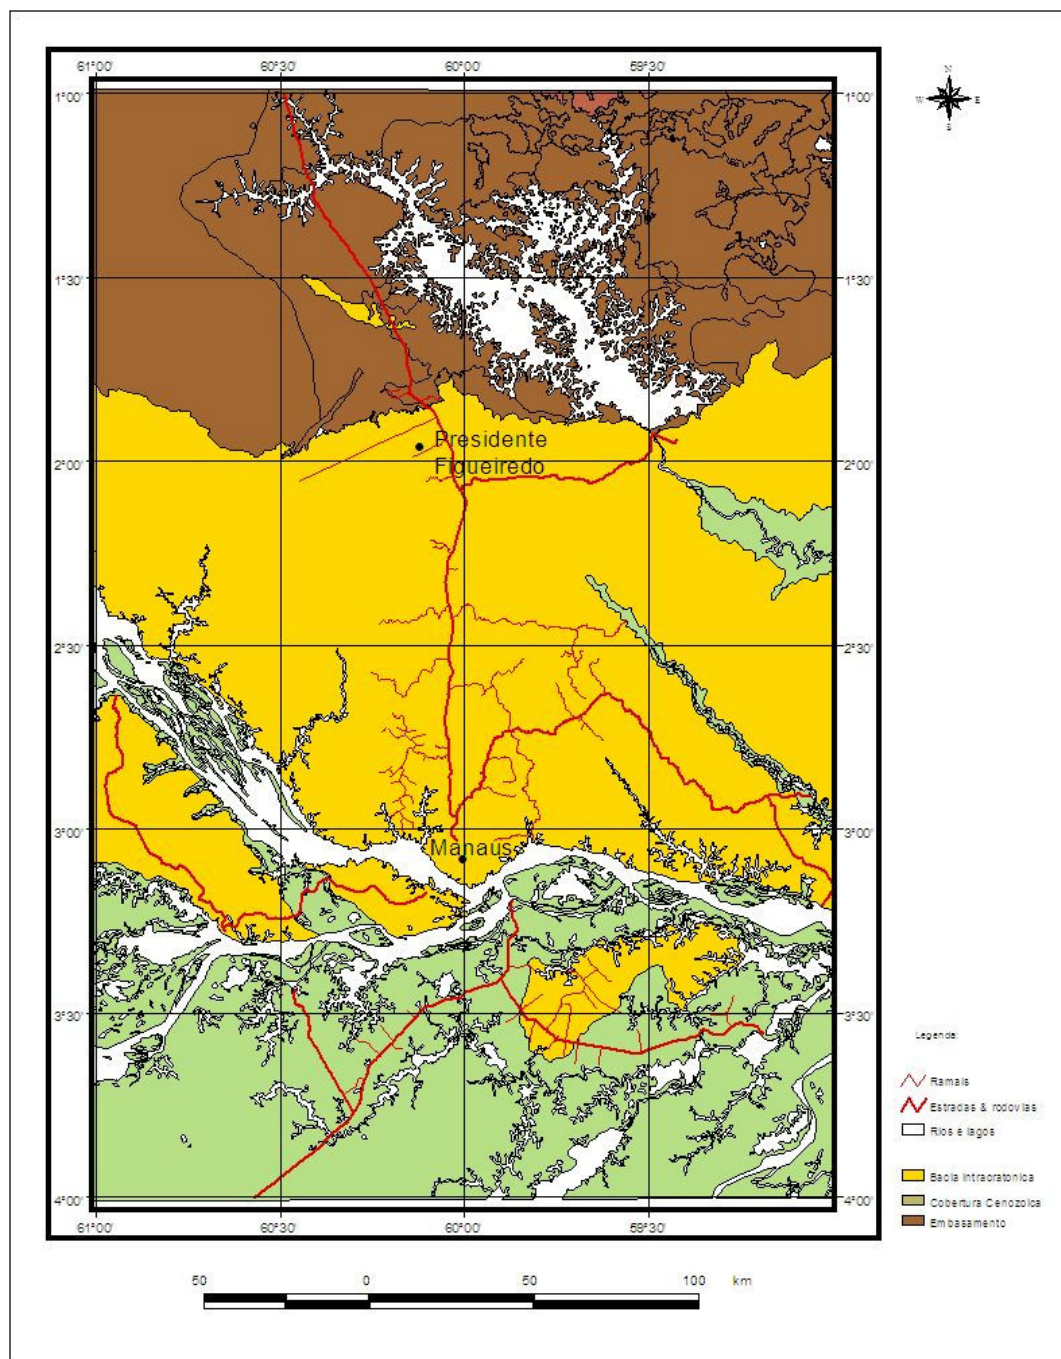 61°00' 60°30' 60°00' 59°30'
N
W E
S
1°00' 1°00'
1°30' 1°30'
Presidente
Figueiredo
2°00' 2°00'
2°30' 2°30'
3°00' 3°00'
Manaus
3°30' 3°30'
Legenda:
Ramais
Estradas & rodovias
Rios e lagos
Bacia Intracratonica
Cobertura Cenozoica
Embasamento
4°00' 4°00'
61°00' 60°30' 60°00' 59°30'
50 0 50 100 km